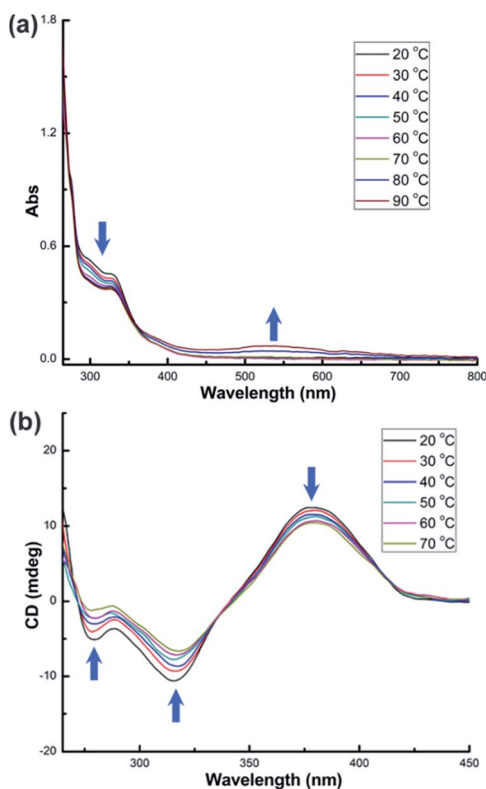 (a)
1.8
1.2
0.6
0.0
Abs
20 °C
30 °C
40 °C
50 °C
60 °C
70 °C
80 °C
90 °C
300 400 500 600 700 800
Wavelength (nm)
(b)
20
10
0
-10
-20
CD (mdeg)
20 °C
30 °C
40 °C
50 °C
60 °C
70 °C
300 350 400 450
Wavelength (nm)